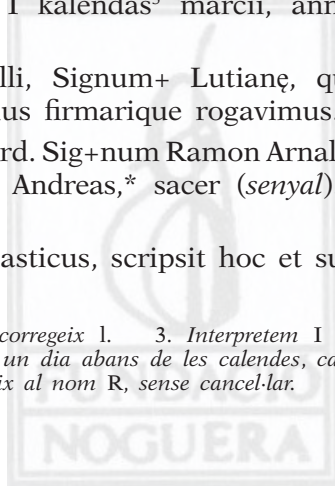 I kalendas⁵ marcii, ann
lli, Signum+ Lutianę, qu
us firmarique rogavimus.
rd. Sig+num Ramon Arnal
Andreas,* sacer (senyal)
asticus, scripsit hoc et su
corregeix l. 3. Interpretem I
un dia abans de les calendes, ca
ix al nom R, sense cancel·lar.
NOGUERA